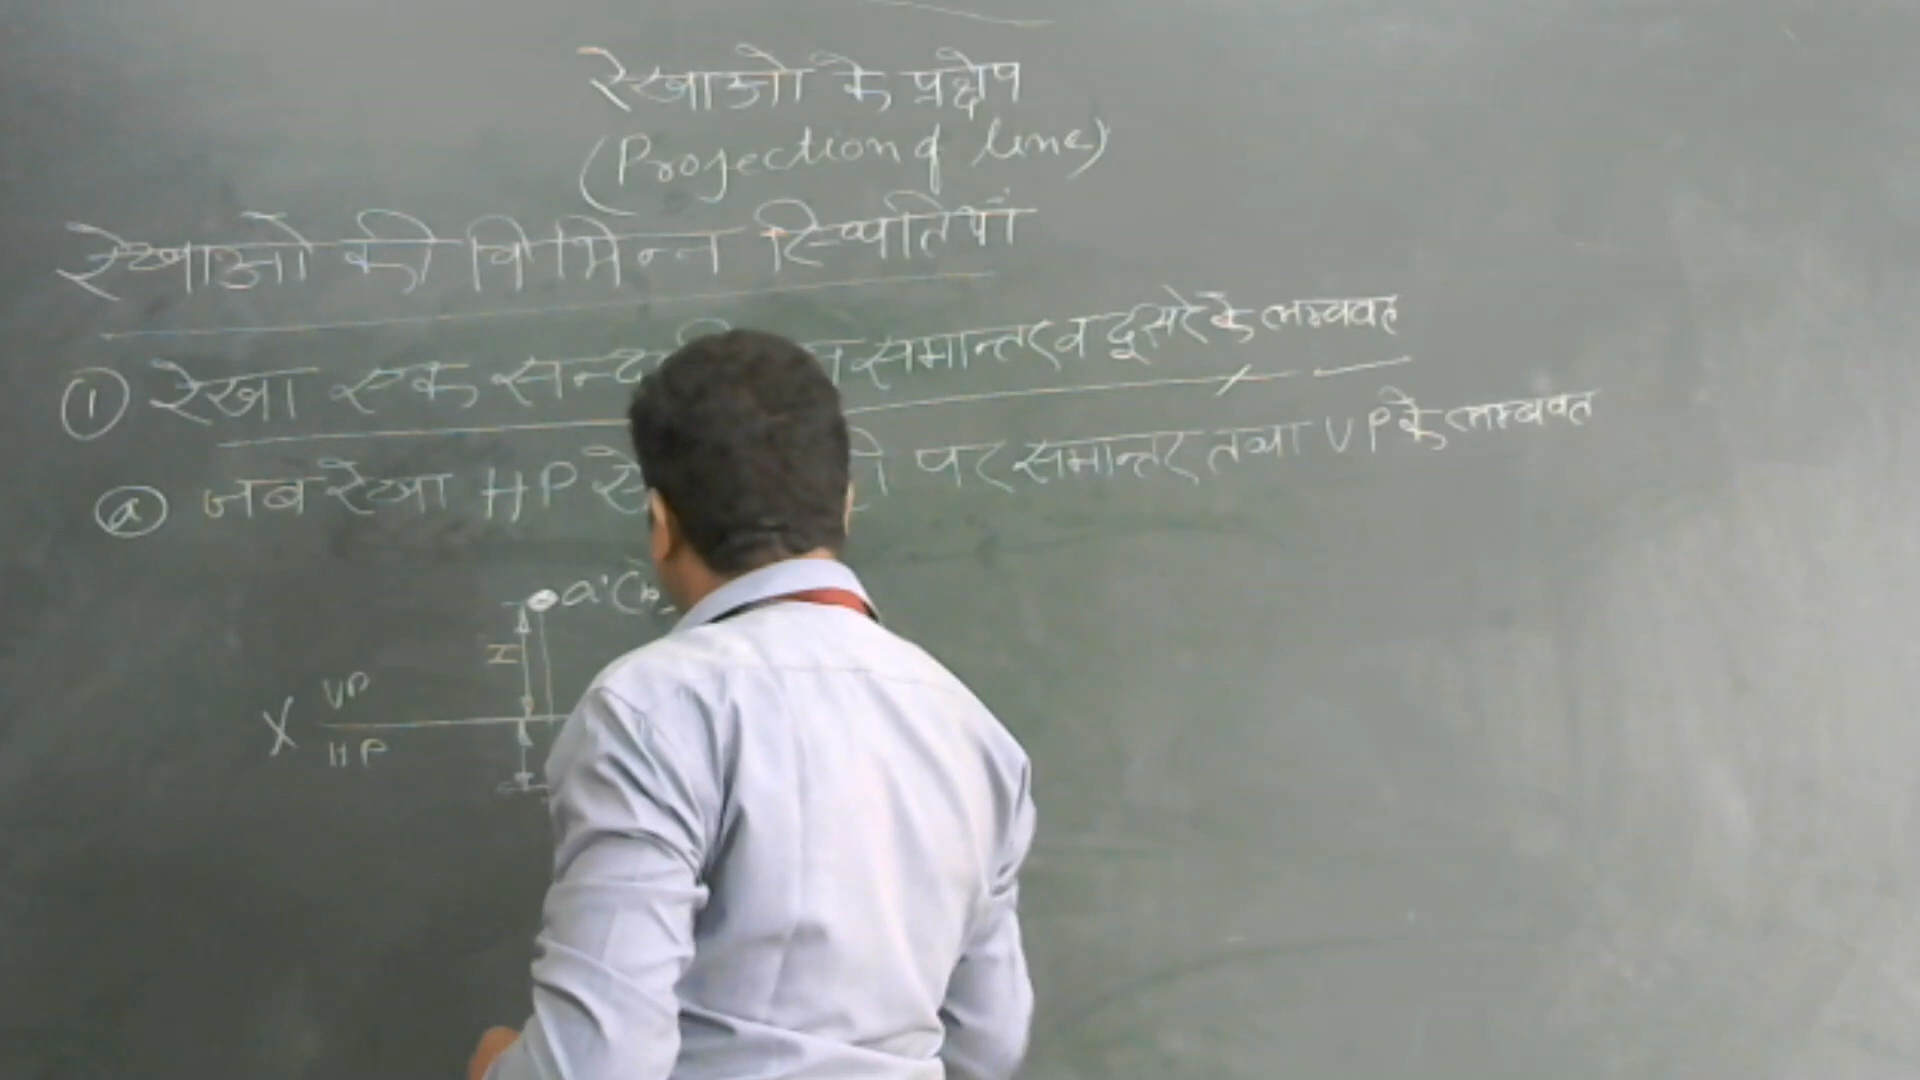 रेखाओ के प्रक्षेप
(Projection of line)
रेखाओं की विभिन्न स्थितियां
① रेखा एक समान्तर व दूसरे के लम्बवत
ⓐ जब रेखा HP से पर समान्तर तथा VP के लम्बवत
a'(b
VP
X
HP